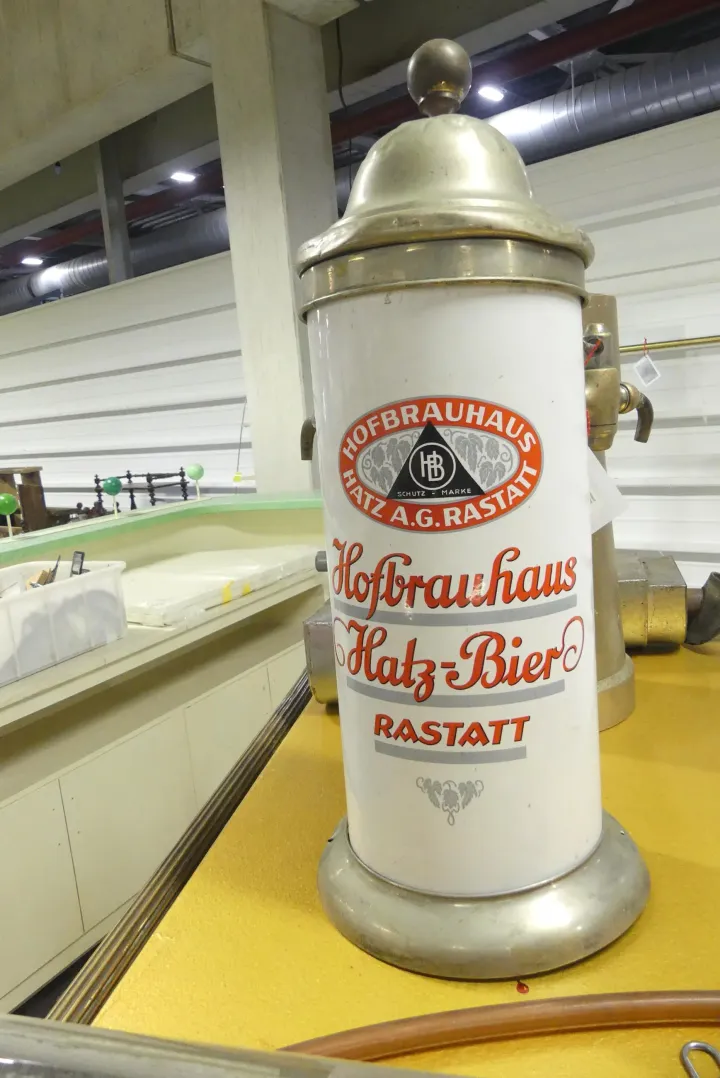 HOFBRAUHAUS
HB
SCHUTZ - MARKE
HATZ A.G. RASTATT
Hofbrauhaus
Hatz-Bier
RASTATT